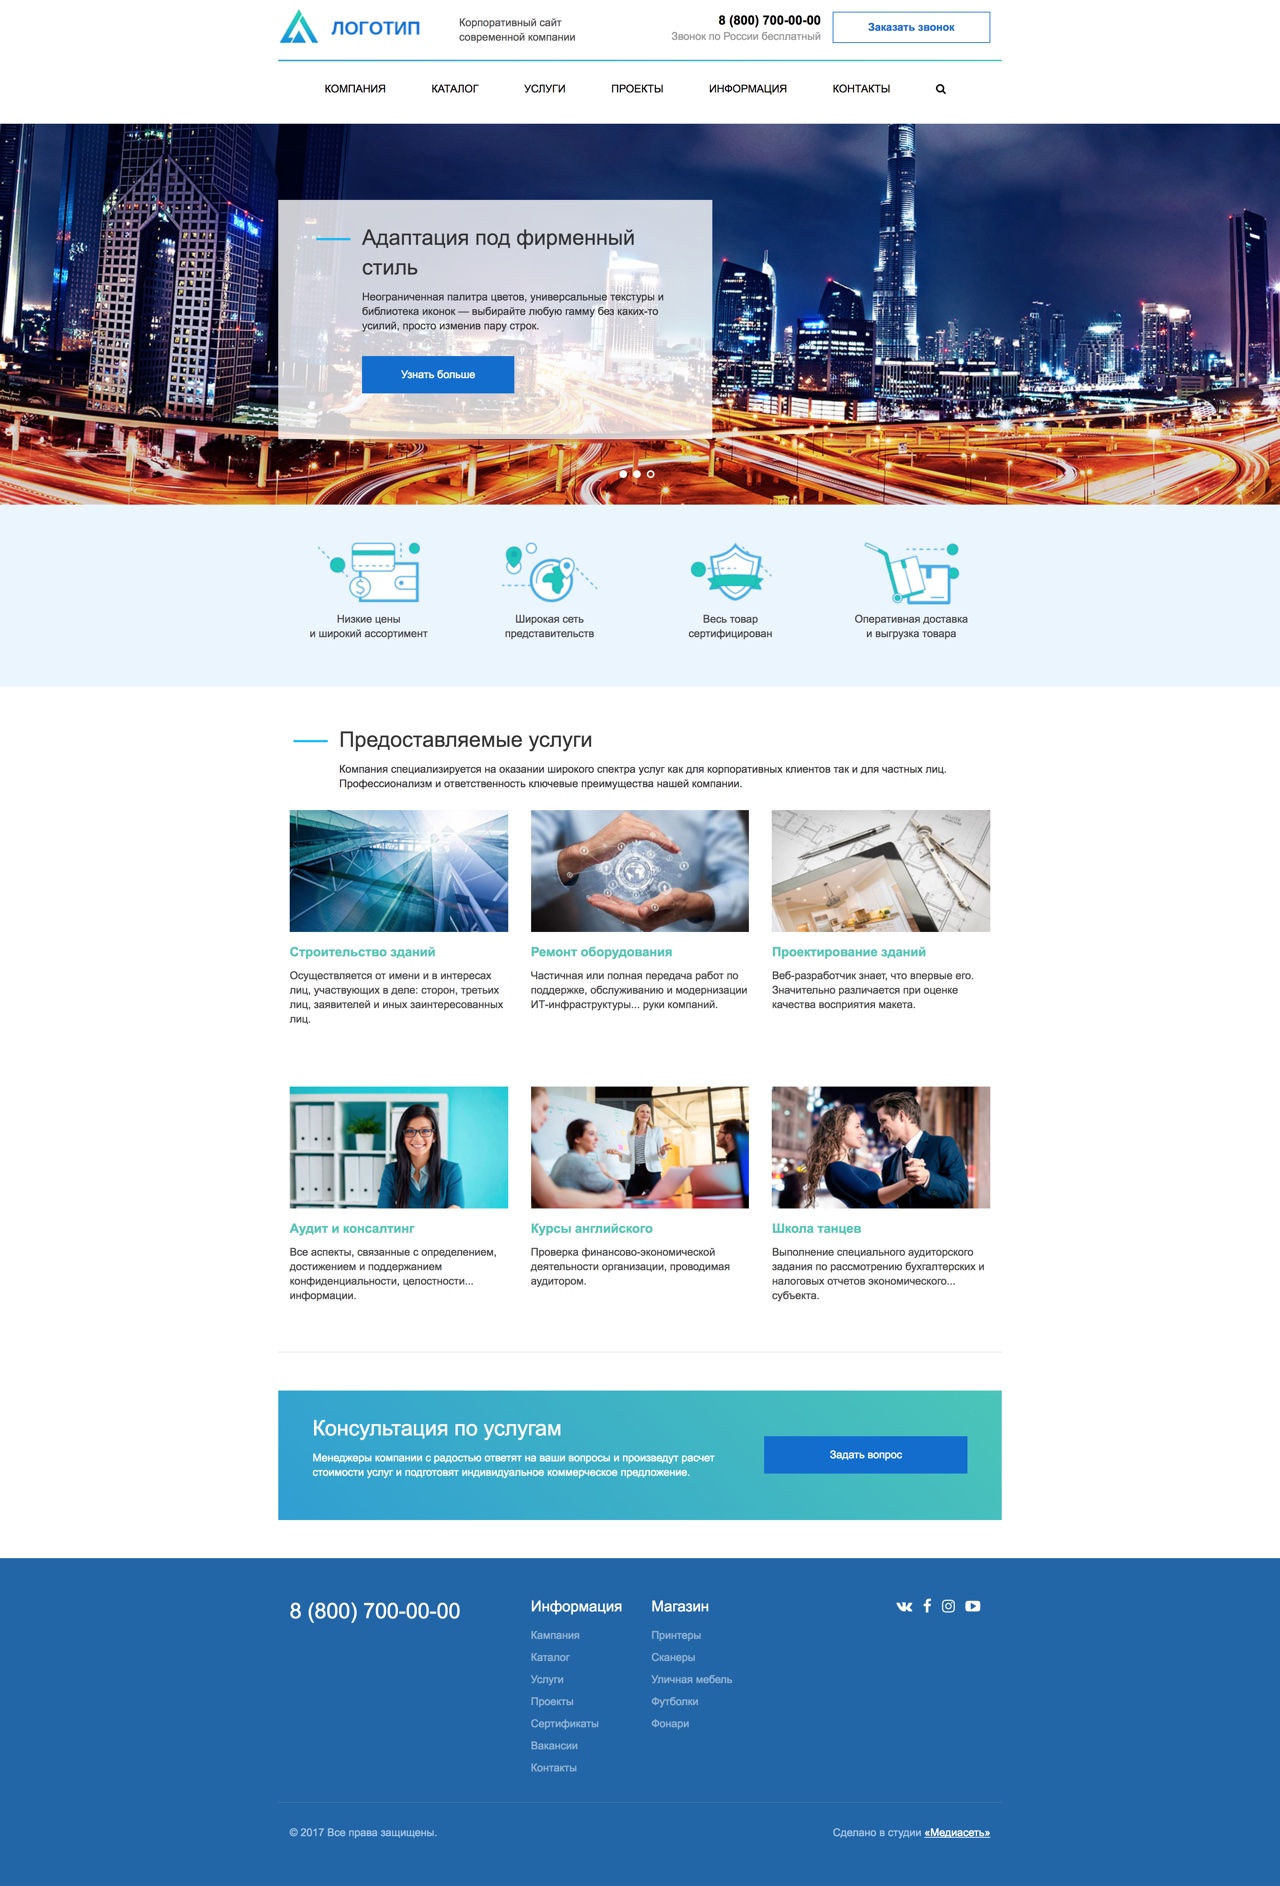 ЛОГОТИП
Корпоративный сайт
современной компании
8 (800) 700-00-00
Звонок по России бесплатный
Заказать звонок
КОМПАНИЯ КАТАЛОГ УСЛУГИ ПРОЕКТЫ ИНФОРМАЦИЯ КОНТАКТЫ
Адаптация под фирменный
стиль
Неограниченная палитра цветов, универсальные текстуры и
библиотека иконок — выбирайте любую гамму без каких-то
усилий, просто изменив пару строк.
Узнать больше
Низкие цены
и широкий ассортимент
Широкая сеть
представительств
Весь товар
сертифицирован
Оперативная доставка
и выгрузка товара
Предоставляемые услуги
Компания специализируется на оказании широкого спектра услуг как для корпоративных клиентов так и для частных лиц.
Профессионализм и ответственность ключевые преимущества нашей компании.
Строительство зданий
Осуществляется от имени и в интересах
лиц, участвующих в деле: сторон, третьих
лиц, заявителей и иных заинтересованных
лиц.
Ремонт оборудования
Частичная или полная передача работ по
поддержке, обслуживанию и модернизации
ИТ-инфраструктуры... руки компаний.
Проектирование зданий
Веб-разработчик знает, что впервые его.
Значительно различается при оценке
качества восприятия макета.
Аудит и консалтинг
Все аспекты, связанные с определением,
достижением и поддержанием
конфиденциальности, целостности...
информации.
Курсы английского
Проверка финансово-экономической
деятельности организации, проводимая
аудитором.
Школа танцев
Выполнение специального аудиторского
задания по рассмотрению бухгалтерских и
налоговых отчетов экономического...
субъекта.
Консультация по услугам
Менеджеры компании с радостью ответят на ваши вопросы и произведут расчет
стоимости услуг и подготовят индивидуальное коммерческое предложение.
Задать вопрос
8 (800) 700-00-00
Информация
Кампания
Каталог
Услуги
Проекты
Сертификаты
Вакансии
Контакты
Магазин
Принтеры
Сканеры
Уличная мебель
Футболки
Фонари
© 2017 Все права защищены.
Сделано в студии «Медиасеть»